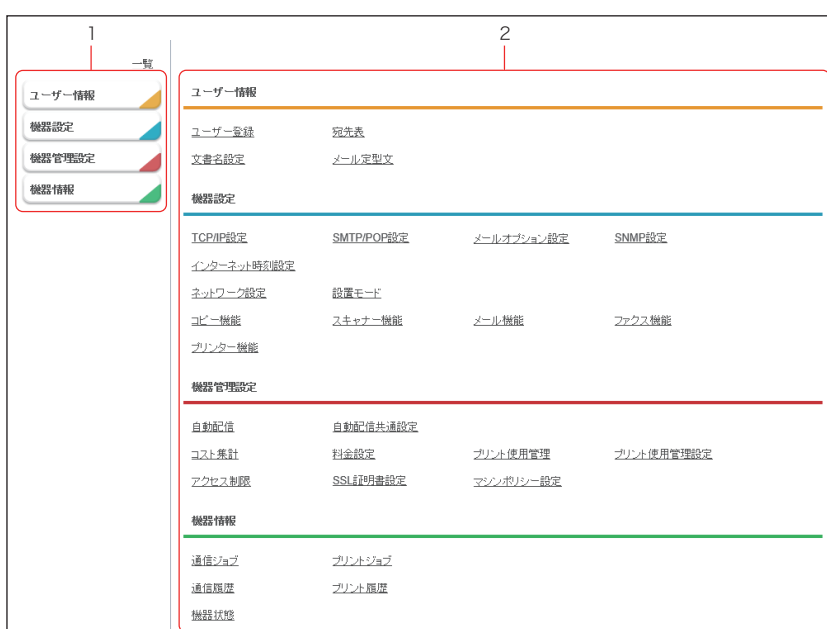 1
2
一覧
ユーザー情報
機器設定
機器管理設定
機器情報
ユーザー情報
ユーザー登録 宛先表
文書名設定 メール定型文
機器設定
TCP/IP設定 SMTP/POP設定 メールオプション設定 SNMP設定
インターネット時刻設定
ネットワーク設定 設置モード
コピー機能 スキャナー機能 メール機能 ファクス機能
プリンター機能
機器管理設定
自動配信 自動配信共通設定
コスト集計 料金設定 プリント使用管理 プリント使用管理設定
アクセス制限 SSL証明書設定 マシンポリシー設定
機器情報
通信ジョブ プリントジョブ
通信履歴 プリント履歴
機器状態